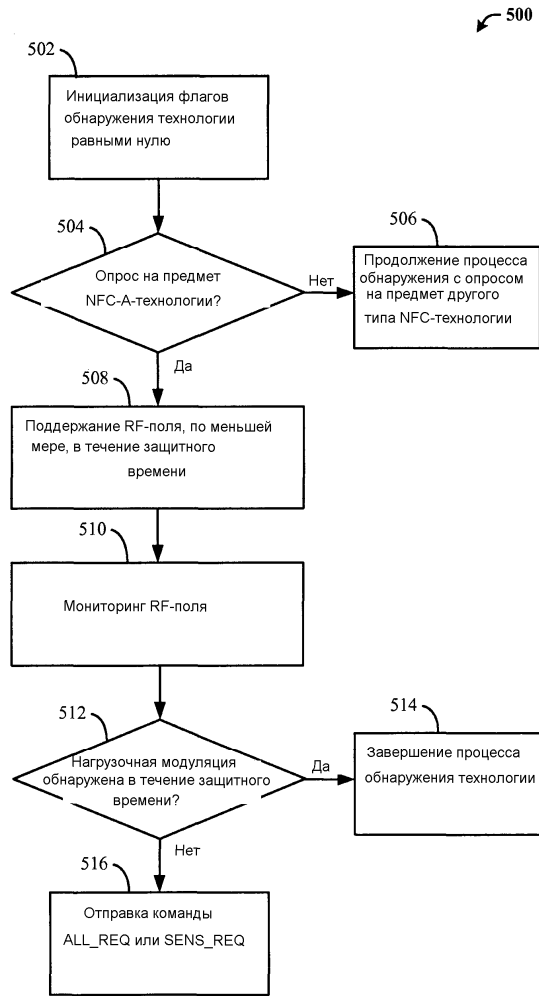 500
502
Инициализация флагов
обнаружения технологии
равными нулю
504
Опрос на предмет
NFC-A-технологии?
Нет
506
Продолжение процесса
обнаружения с опросом
на предмет другого
типа NFC-технологии
Да
508
Поддержание RF-поля, по меньшей
мере, в течение защитного
времени
510
Мониторинг RF-поля
512
Нагрузочная модуляция
обнаружена в течение защитного
времени?
Да
514
Завершение процесса
обнаружения технологии
Нет
516
Отправка команды
ALL_REQ или SENS_REQ